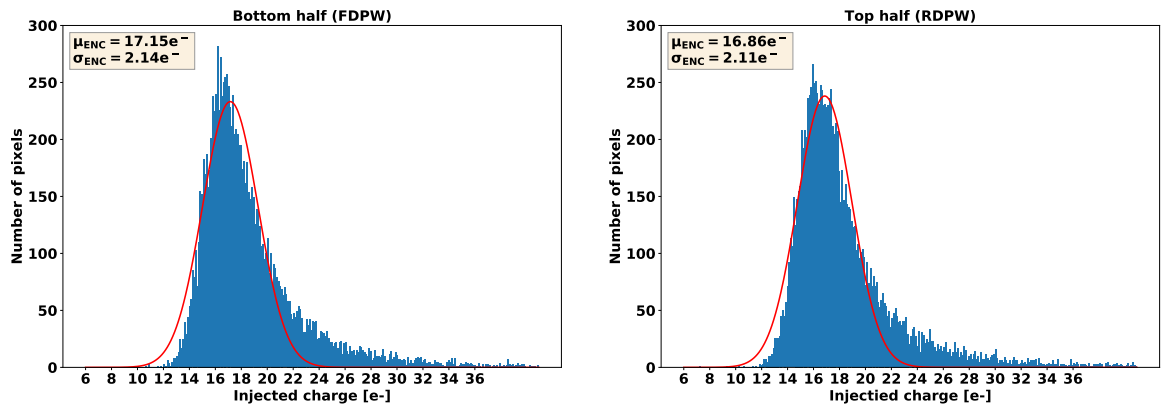 Bottom half (FDPW)
μENC = 17.15e−
σENC = 2.14e−
Number of pixels
300
250
200
150
100
50
0
6 8 10 12 14 16 18 20 22 24 26 28 30 32 34 36
Injected charge [e-]
Top half (RDPW)
μENC = 16.86e−
σENC = 2.11e−
Number of pixels
300
250
200
150
100
50
0
6 8 10 12 14 16 18 20 22 24 26 28 30 32 34 36
Injectied charge [e-]